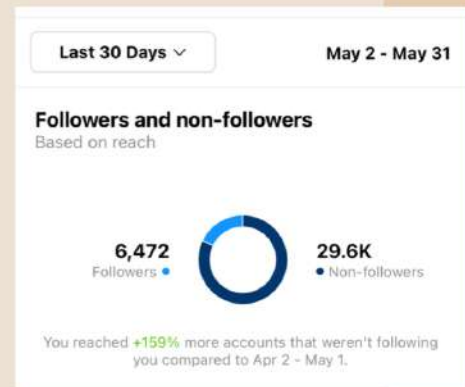 Last 30 Days
May 2 - May 31
Followers and non-followers
Based on reach
6,472
Followers
29.6K
Non-followers
You reached +159% more accounts that weren't following
you compared to Apr 2 - May 1.